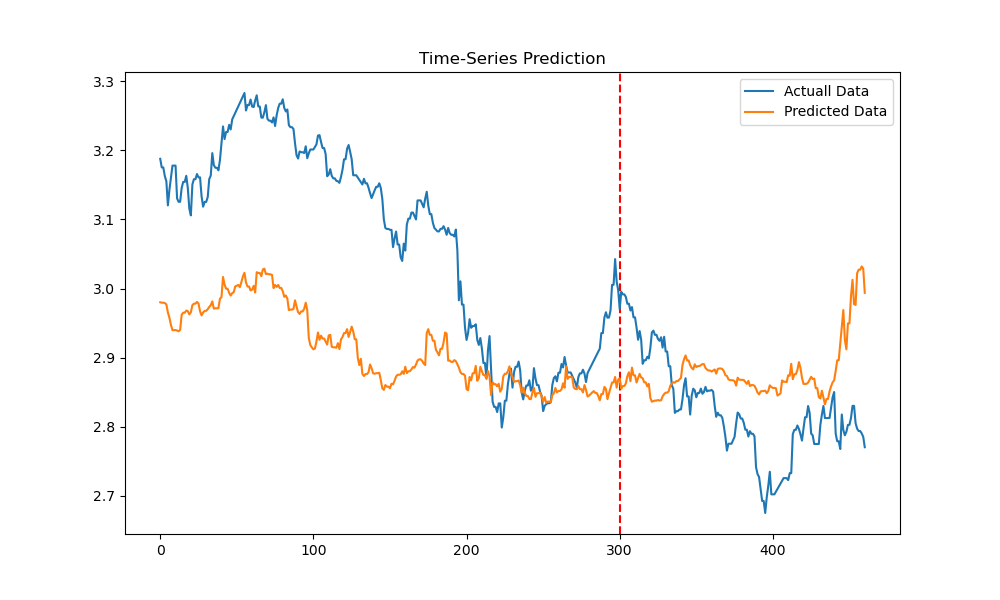 Time-Series Prediction
Actuall Data
Predicted Data
3.3
3.2
3.1
3.0
2.9
2.8
2.7
0 100 200 300 400